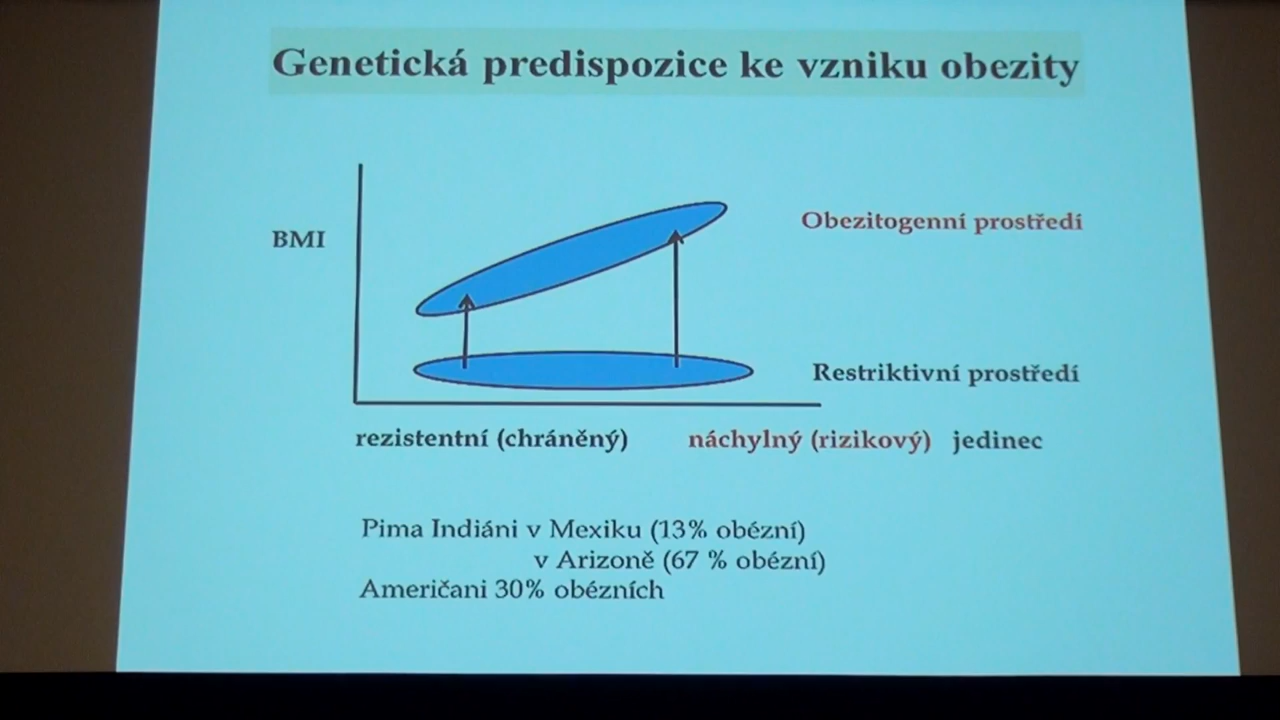 Genetická predispozice ke vzniku obezity
BMI
Obezitogenní prostředí
Restriktivní prostředí
rezistentní (chráněný) náchylný (rizikový) jedinec
Pima Indiáni v Mexiku (13% obézní)
v Arizoně (67 % obézní)
Američani 30% obézních